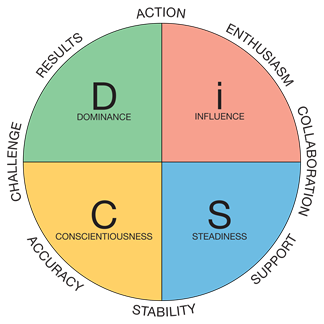 ACTION
RESULTS
ENTHUSIASM
D
DOMINANCE
i
INFLUENCE
CHALLENGE
COLLABORATION
C
CONSCIENTIOUSNESS
S
STEADINESS
ACCURACY
SUPPORT
STABILITY